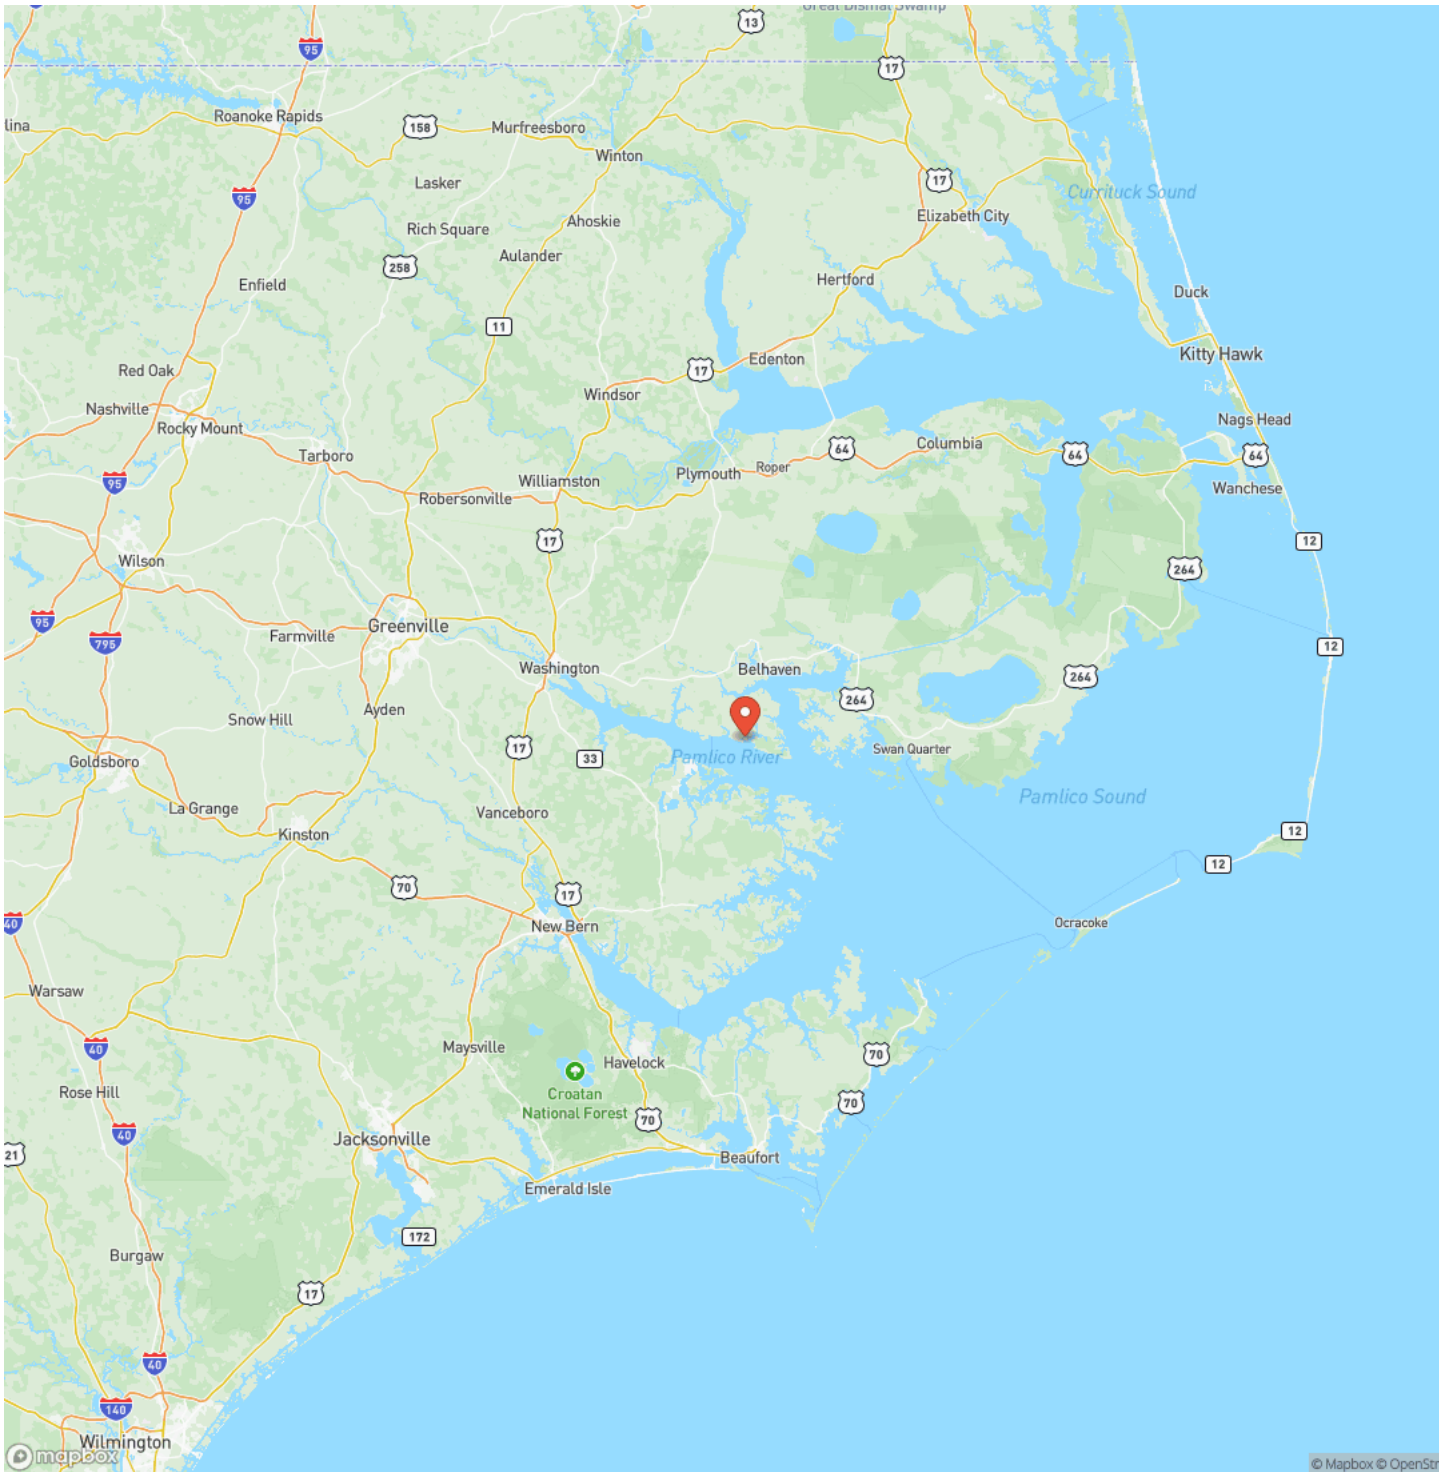 Great Dismal Swamp
13
95
17
Roanoke Rapids
lina
158
Murfreesboro
Winton
Lasker
17
Currituck Sound
95
Rich Square
Ahoskie
Elizabeth City
Aulander
258
Hertford
Enfield
Duck
11
Kitty Hawk
Edenton
Red Oak
17
Windsor
Nashville
Rocky Mount
Nags Head
Tarboro
64
Columbia
64
64
Plymouth
Roper
95
Williamston
Robersonville
Wanchese
17
12
Wilson
264
95
Greenville
Farmville
795
12
Washington
Belhaven
264
264
Ayden
Snow Hill
17
33
Pamlico River
Swan Quarter
Goldsboro
Pamlico Sound
La Grange
Vanceboro
Kinston
12
12
70
17
40
New Bern
Ocracoke
Warsaw
40
Maysville
Havelock
70
Rose Hill
Croatan
National Forest
70
70
40
Jacksonville
21
Beaufort
Emerald Isle
172
Burgaw
17
40
140
Wilmington
mapbox
© Mapbox © OpenStr